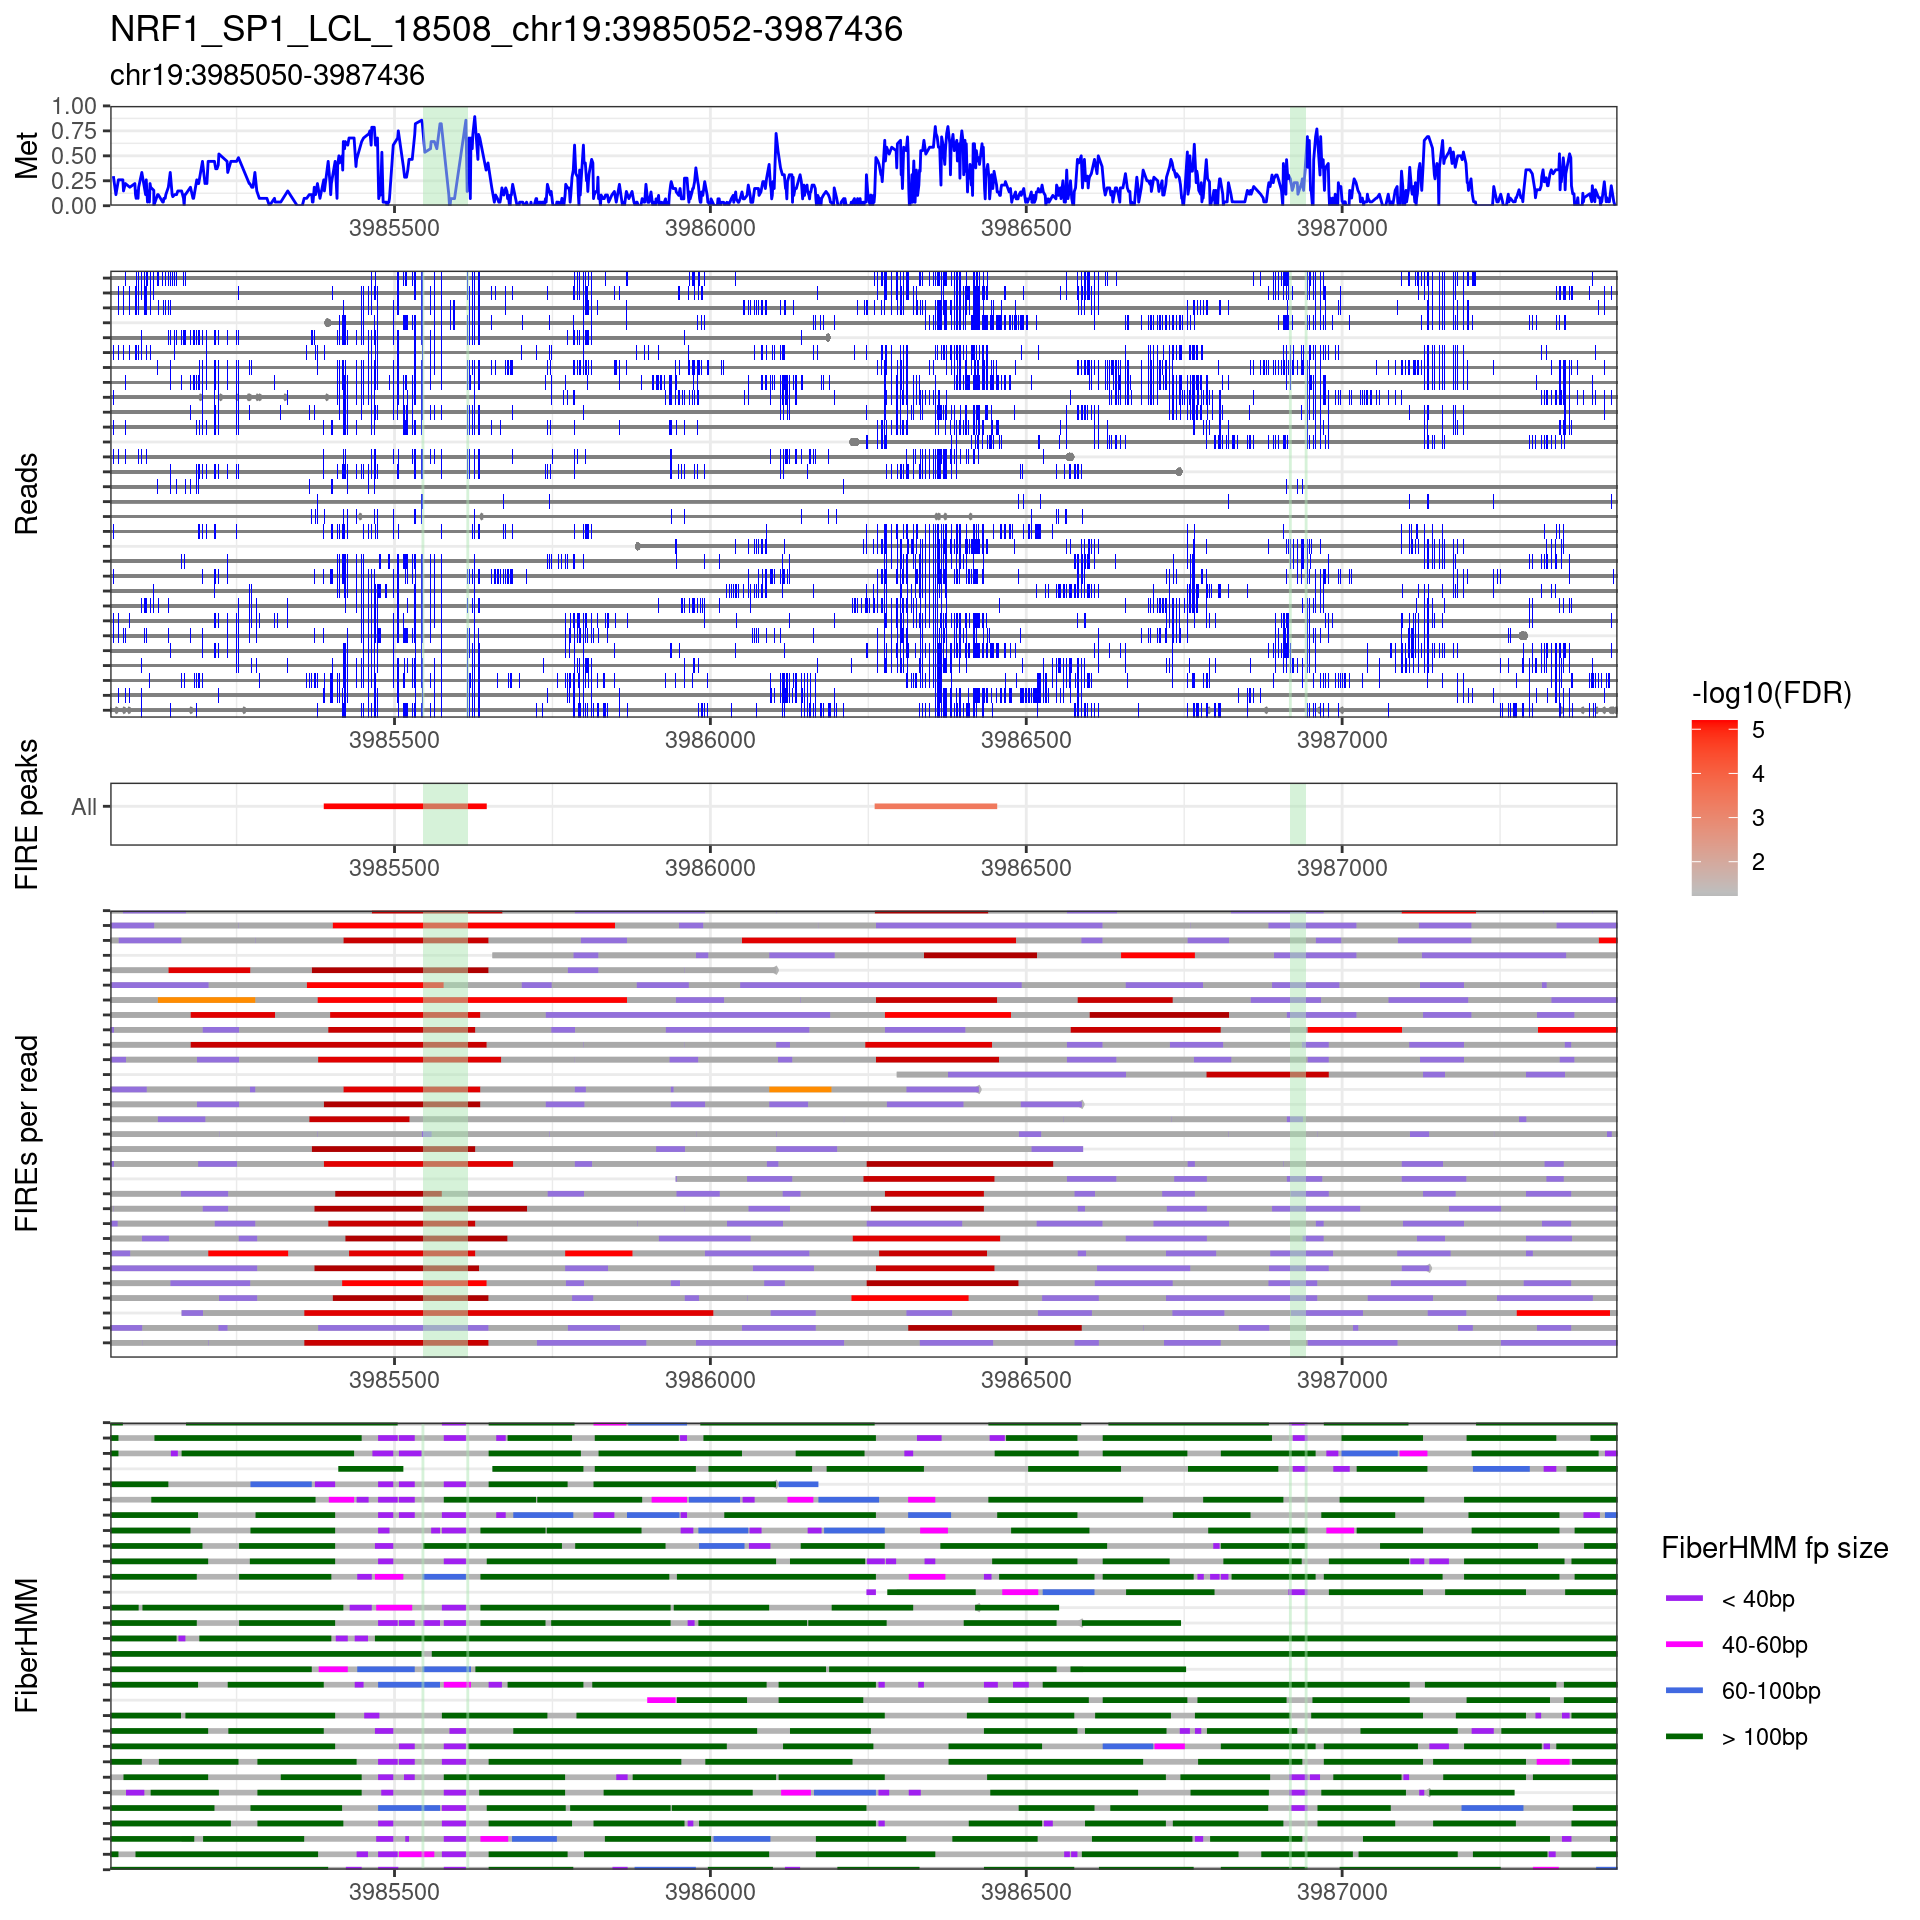 NRF1_SP1_LCL_18508_chr19:3985052-3987436
chr19:3985050-3987436
Met
1.00
0.75
0.50
0.25
0.00
3985500 3986000 3986500 3987000
Reads
3985500 3986000 3986500 3987000
FIRE peaks
All
3985500 3986000 3986500 3987000
-log10(FDR)
5
4
3
2
FIREs per read
3985500 3986000 3986500 3987000
FiberHMM
3985500 3986000 3986500 3987000
FiberHMM fp size
< 40bp
40-60bp
60-100bp
> 100bp